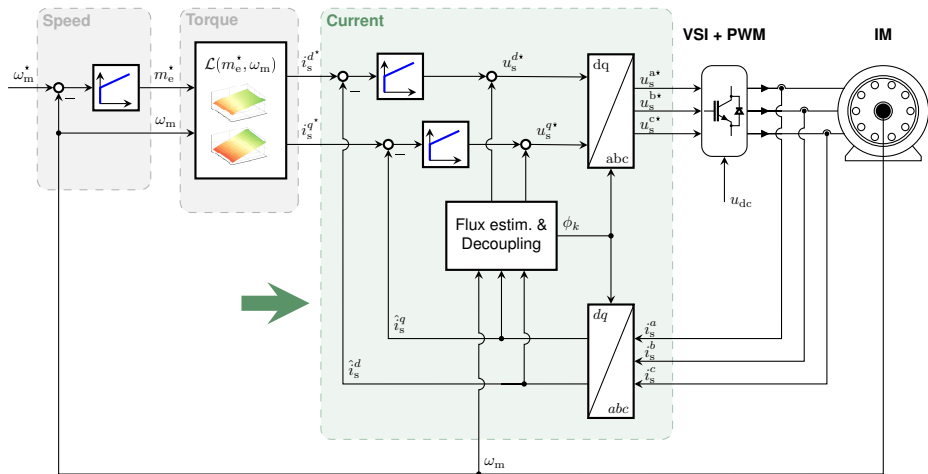 Speed
Torque
Current
VSI + PWM
IM
ω_m^⋆
m_e^⋆
ω_m
ℒ(m_e^⋆, ω_m)
i_s^{d⋆}
i_s^{q⋆}
u_s^{d⋆}
u_s^{q⋆}
dq
abc
u_s^{a⋆}
u_s^{b⋆}
u_s^{c⋆}
u_dc
Flux estim. &
Decoupling
ϕ_k
î_s^q
î_s^d
dq
abc
i_s^a
i_s^b
i_s^c
ω_m